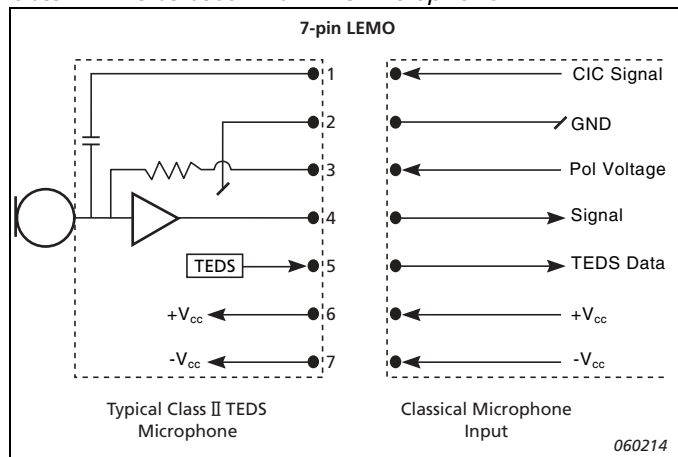 7-pin LEMO
1 CIC Signal
2 GND
3 Pol Voltage
4 Signal
TEDS 5 TEDS Data
+Vcc 6 +Vcc
-Vcc 7 -Vcc
Typical Class II TEDS
Microphone
Classical Microphone
Input
060214